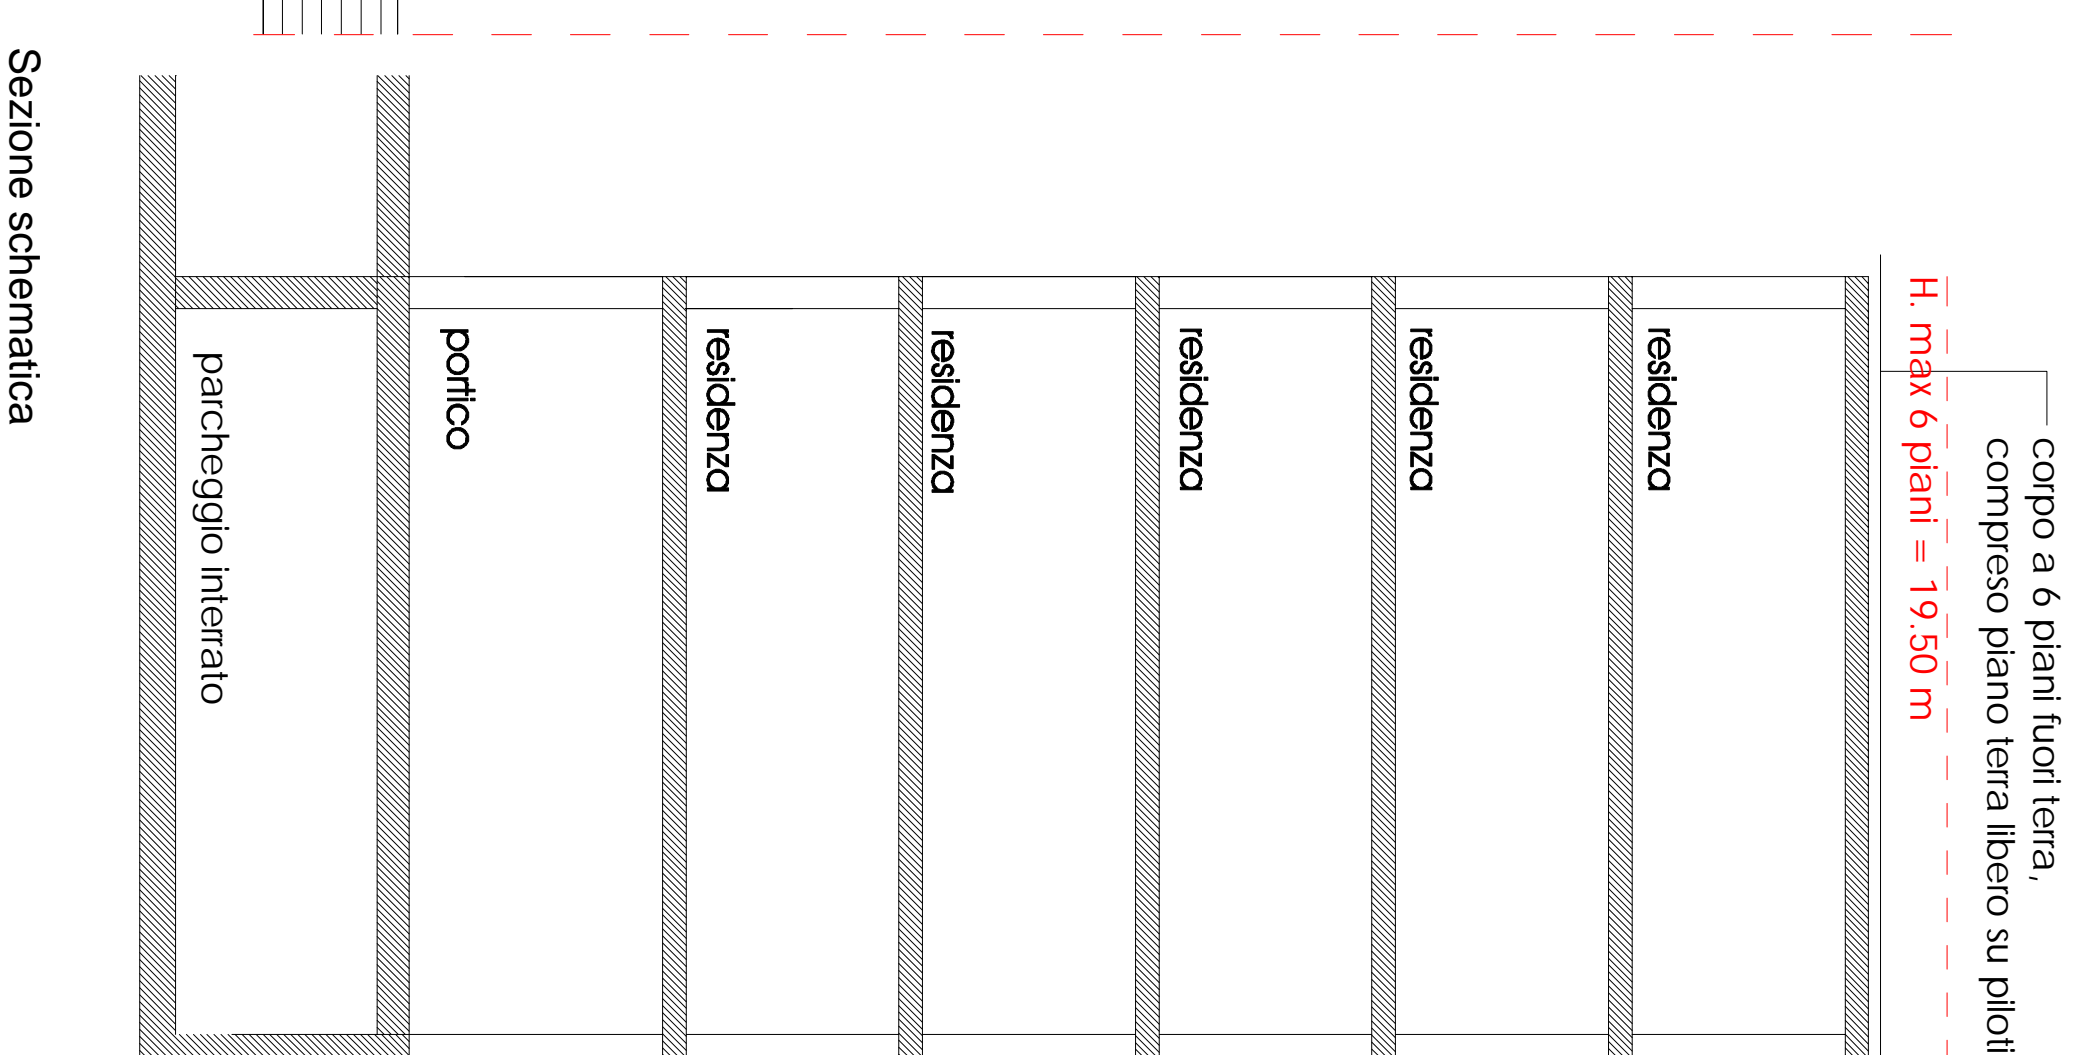 corpo a 6 piani fuori terra,
compreso piano terra libero su piloti
H. max 6 piani = 19.50 m
residenza
residenza
residenza
residenza
residenza
portico
parcheggio interrato
Sezione schematica